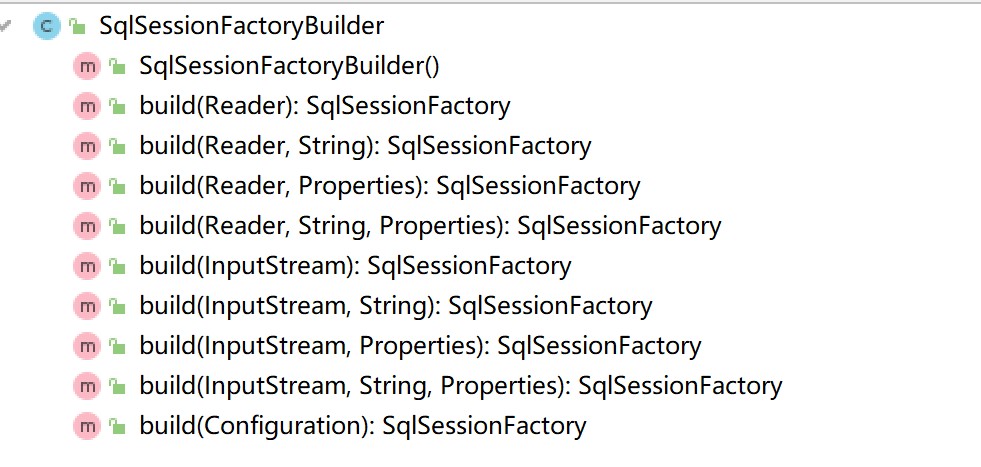 C SqlSessionFactoryBuilder
m SqlSessionFactoryBuilder()
m build(Reader): SqlSessionFactory
m build(Reader, String): SqlSessionFactory
m build(Reader, Properties): SqlSessionFactory
m build(Reader, String, Properties): SqlSessionFactory
m build(InputStream): SqlSessionFactory
m build(InputStream, String): SqlSessionFactory
m build(InputStream, Properties): SqlSessionFactory
m build(InputStream, String, Properties): SqlSessionFactory
m build(Configuration): SqlSessionFactory